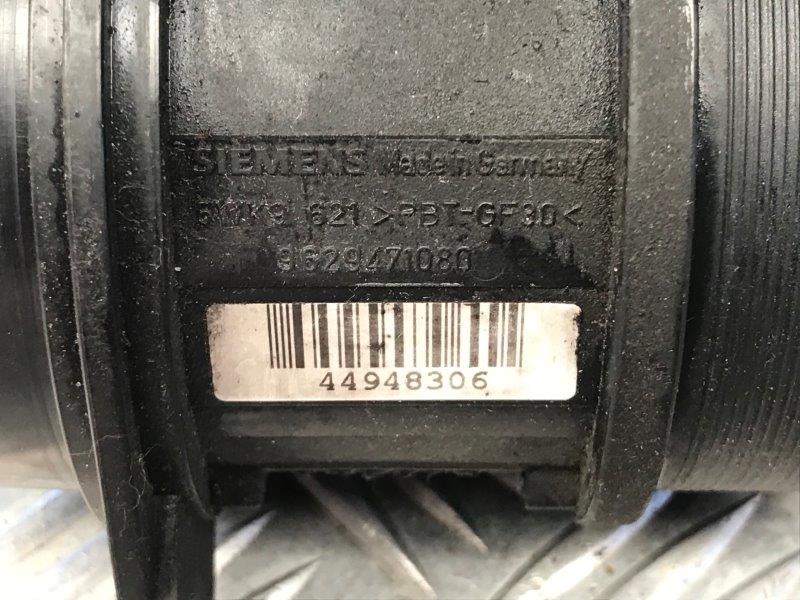 SIEMENS Made in Germany
5WK9 621 >PBT-GF30<
9629471080
44948306